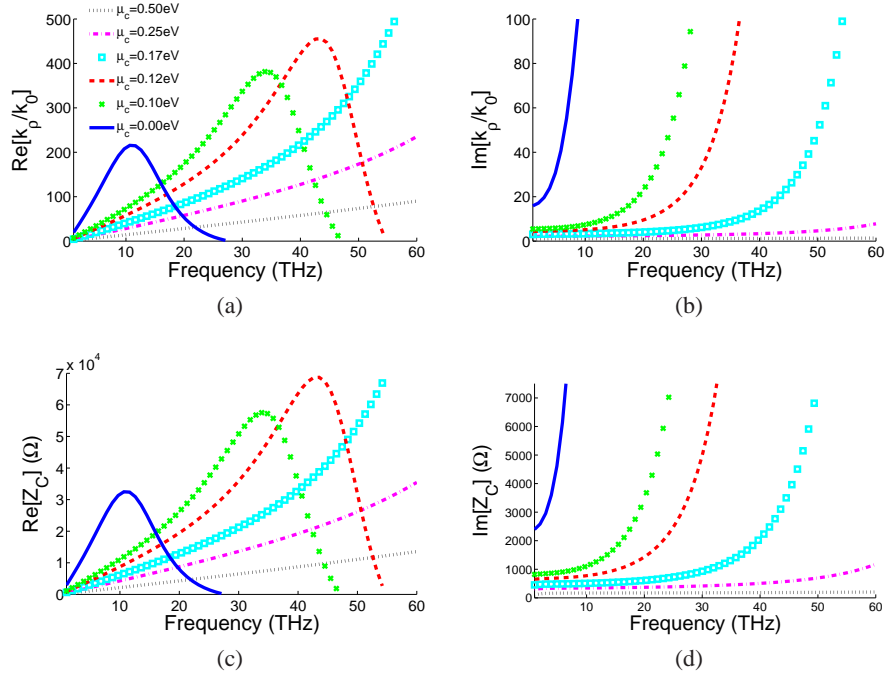 μc=0.50eV
μc=0.25eV
μc=0.17eV
μc=0.12eV
μc=0.10eV
μc=0.00eV
Re[kρ/k0]
500
400
300
200
100
0
10 20 30 40 50 60
Frequency (THz)
(a)
Im[kρ/k0]
100
80
60
40
20
0
10 20 30 40 50 60
Frequency (THz)
(b)
x 10^4
Re[ZC] (Ω)
7
6
5
4
3
2
1
0
10 20 30 40 50 60
Frequency (THz)
(c)
Im[ZC] (Ω)
7000
6000
5000
4000
3000
2000
1000
0
10 20 30 40 50 60
Frequency (THz)
(d)